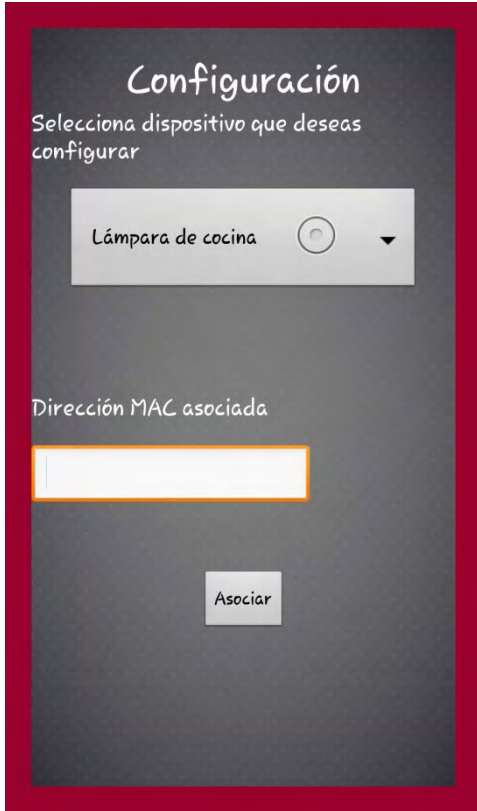 Configuración
Selecciona dispositivo que deseas
configurar
Lámpara de cocina
Dirección MAC asociada
Asociar